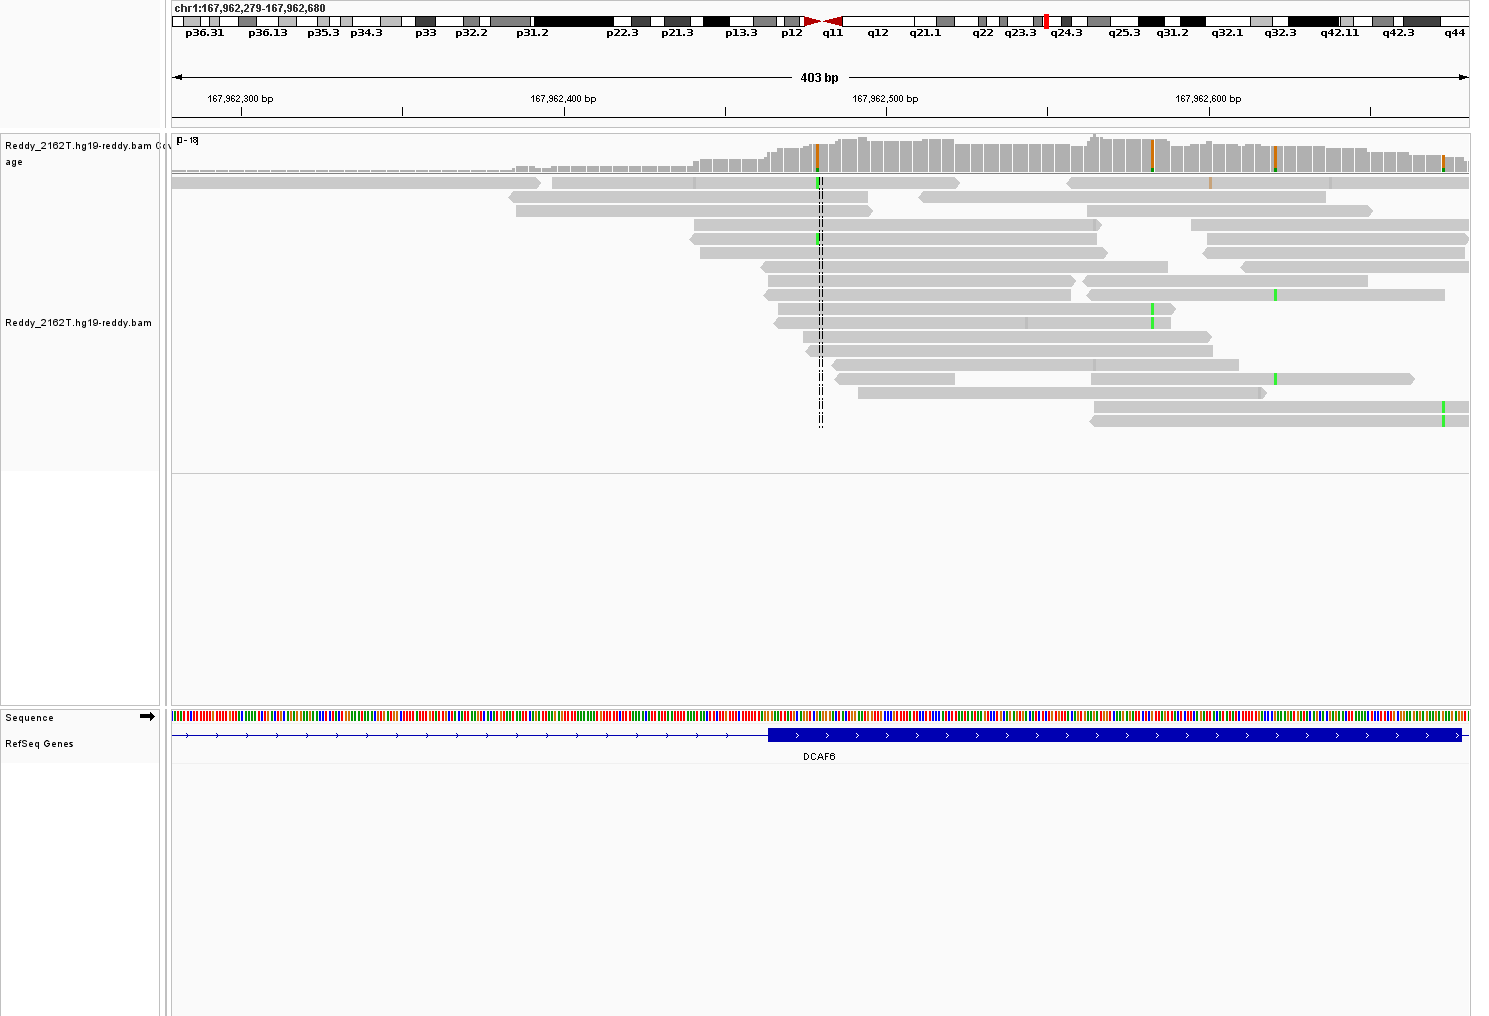 chr1:167,962,279-167,962,680
p36.31 p36.13 p35.3 p34.3 p33 p32.2 p31.2 p22.3 p21.3 p13.3 p12 q11 q12 q21.1 q22 q23.3 q24.3 q25.3 q31.2 q32.1 q32.3 q42.11 q42.3 q44
403 bp
167,962,300 bp 167,962,400 bp 167,962,500 bp 167,962,600 bp
Reddy_2162T.hg19-reddy.bam Cov
age
[0 - 18]
Reddy_2162T.hg19-reddy.bam
Sequence
RefSeq Genes
DCAF6